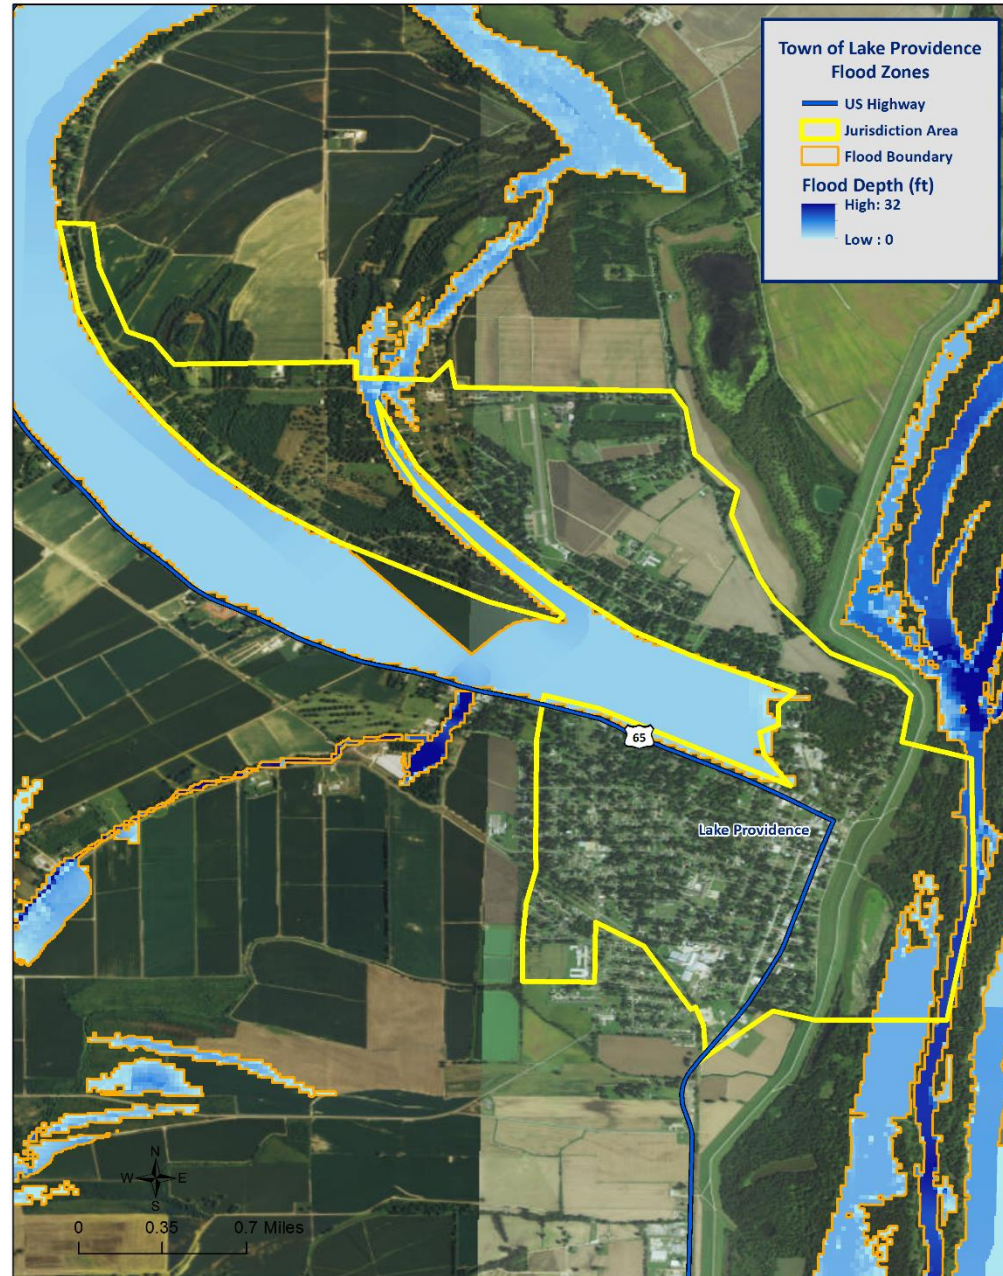 Town of Lake Providence
Flood Zones
US Highway
Jurisdiction Area
Flood Boundary
Flood Depth (ft)
High: 32
Low : 0
65
Lake Providence
N
W E
S
0 0.35 0.7 Miles